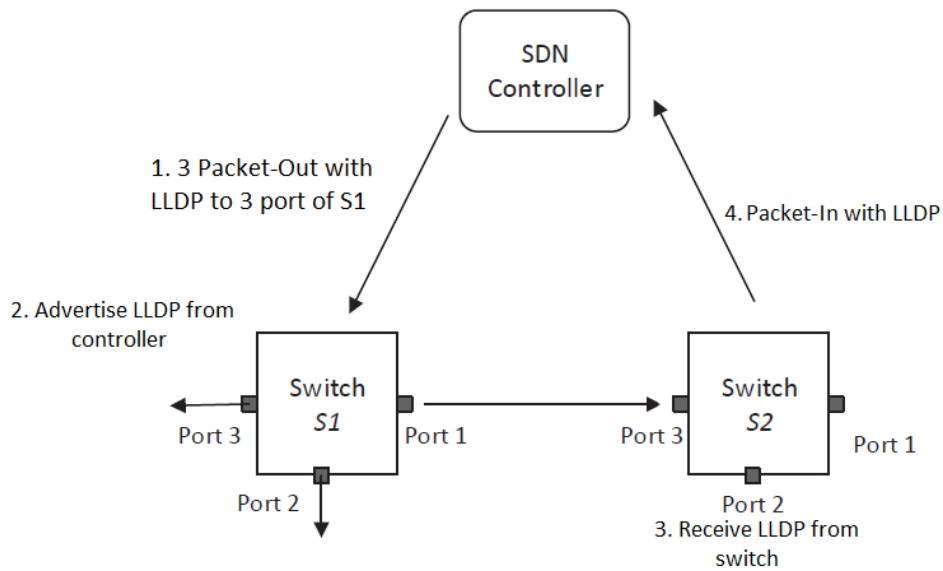 SDN
Controller
1. 3 Packet-Out with
LLDP to 3 port of S1
4. Packet-In with LLDP
2. Advertise LLDP from
controller
Switch
S1
Switch
S2
Port 3
Port 1
Port 3
Port 1
Port 2
Port 2
3. Receive LLDP from
switch